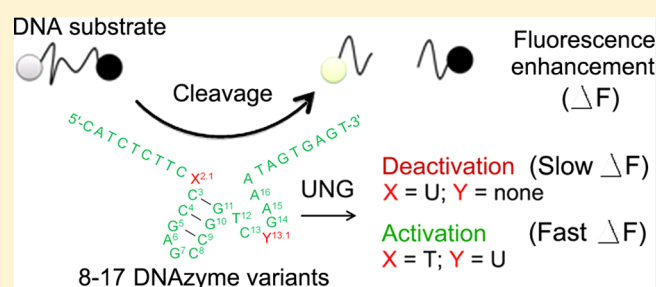 DNA substrate
Cleavage
Fluorescence
enhancement
(△F)
5'-CATCTCTTC
X2.1
C3
C4
G5
A6
G7
C8
C9
G10
G11
T12
C13
Y13.1
G14
A15
A16
ATAGTGAGT-3'
UNG
Deactivation (Slow △F)
X = U; Y = none
Activation (Fast △F)
X = T; Y = U
8-17 DNAzyme variants